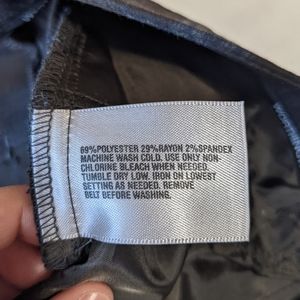 69%POLYESTER 29%RAYON 2%SPANDEX
MACHINE WASH COLD. USE ONLY NON-
CHLORINE BLEACH WHEN NEEDED.
TUMBLE DRY LOW. IRON ON LOWEST
SETTING AS NEEDED. REMOVE
BELT BEFORE WASHING.